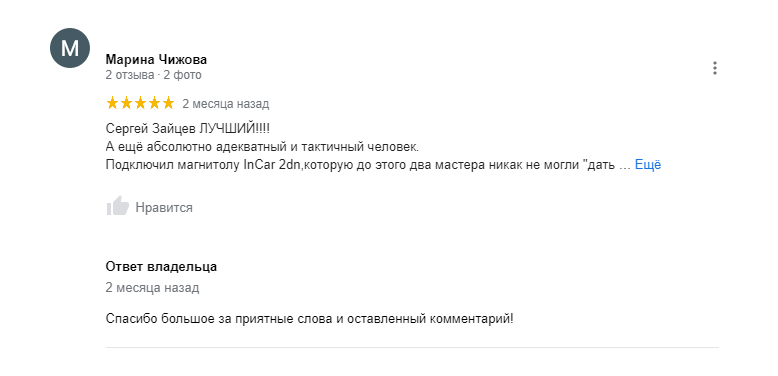 М
Марина Чижова
2 отзыва · 2 фото
2 месяца назад
Сергей Зайцев ЛУЧШИЙ!!!!
А ещё абсолютно адекватный и тактичный человек.
Подключил магнитолу InCar 2dn,которую до этого два мастера никак не могли "дать ... Ещё
Нравится
Ответ владельца
2 месяца назад
Спасибо большое за приятные слова и оставленный комментарий!